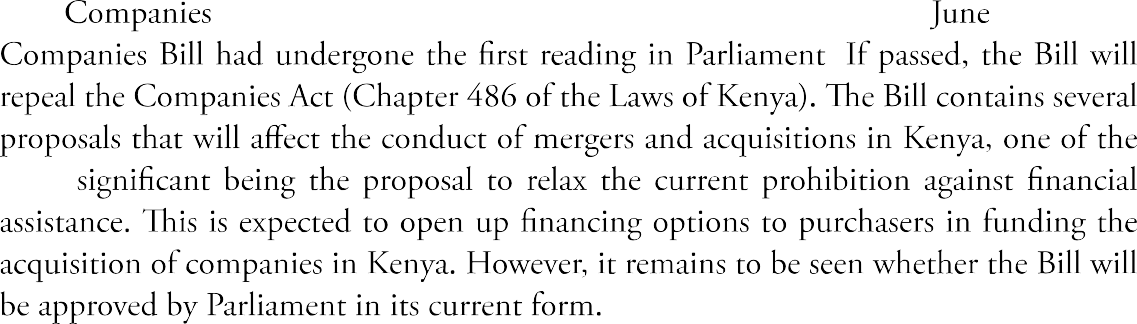 Companies June
Companies Bill had undergone the first reading in Parliament If passed, the Bill will
repeal the Companies Act (Chapter 486 of the Laws of Kenya). The Bill contains several
proposals that will affect the conduct of mergers and acquisitions in Kenya, one of the
significant being the proposal to relax the current prohibition against financial
assistance. This is expected to open up financing options to purchasers in funding the
acquisition of companies in Kenya. However, it remains to be seen whether the Bill will
be approved by Parliament in its current form.